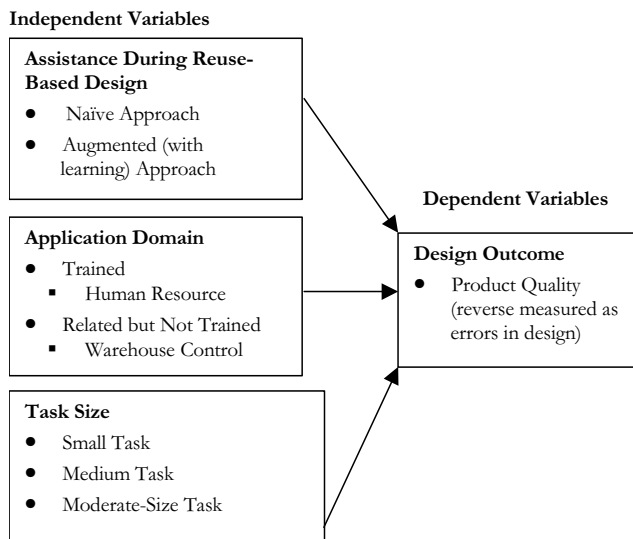 Independent Variables
Assistance During Reuse-
Based Design
● Naïve Approach
● Augmented (with
learning) Approach
Application Domain
● Trained
▪ Human Resource
● Related but Not Trained
▪ Warehouse Control
Task Size
● Small Task
● Medium Task
● Moderate-Size Task
Dependent Variables
Design Outcome
● Product Quality
(reverse measured as
errors in design)